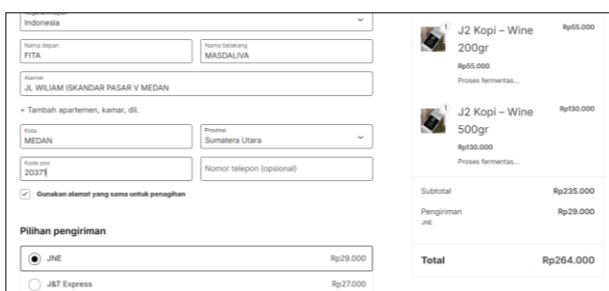 Indonesia
Nama depan
FITA
Nama belakang
MASDALIVA
Alamat
JL WILIAM ISKANDAR PASAR V MEDAN
+ Tambah apartemen, kamar, dll.
Kota
MEDAN
Provinsi
Sumatera Utara
Kode pos
20371
Nomor telepon (opsional)
Gunakan alamat yang sama untuk penagihan
Pilihan pengiriman
JNE
Rp29.000
J&T Express
Rp27.000
1
J2 Kopi – Wine
200gr
Rp55.000
Rp55.000
Proses fermentas...
1
J2 Kopi – Wine
500gr
Rp130.000
Rp130.000
Proses fermentas...
Subtotal
Rp235.000
Pengiriman
Rp29.000
JNE
Total
Rp264.000